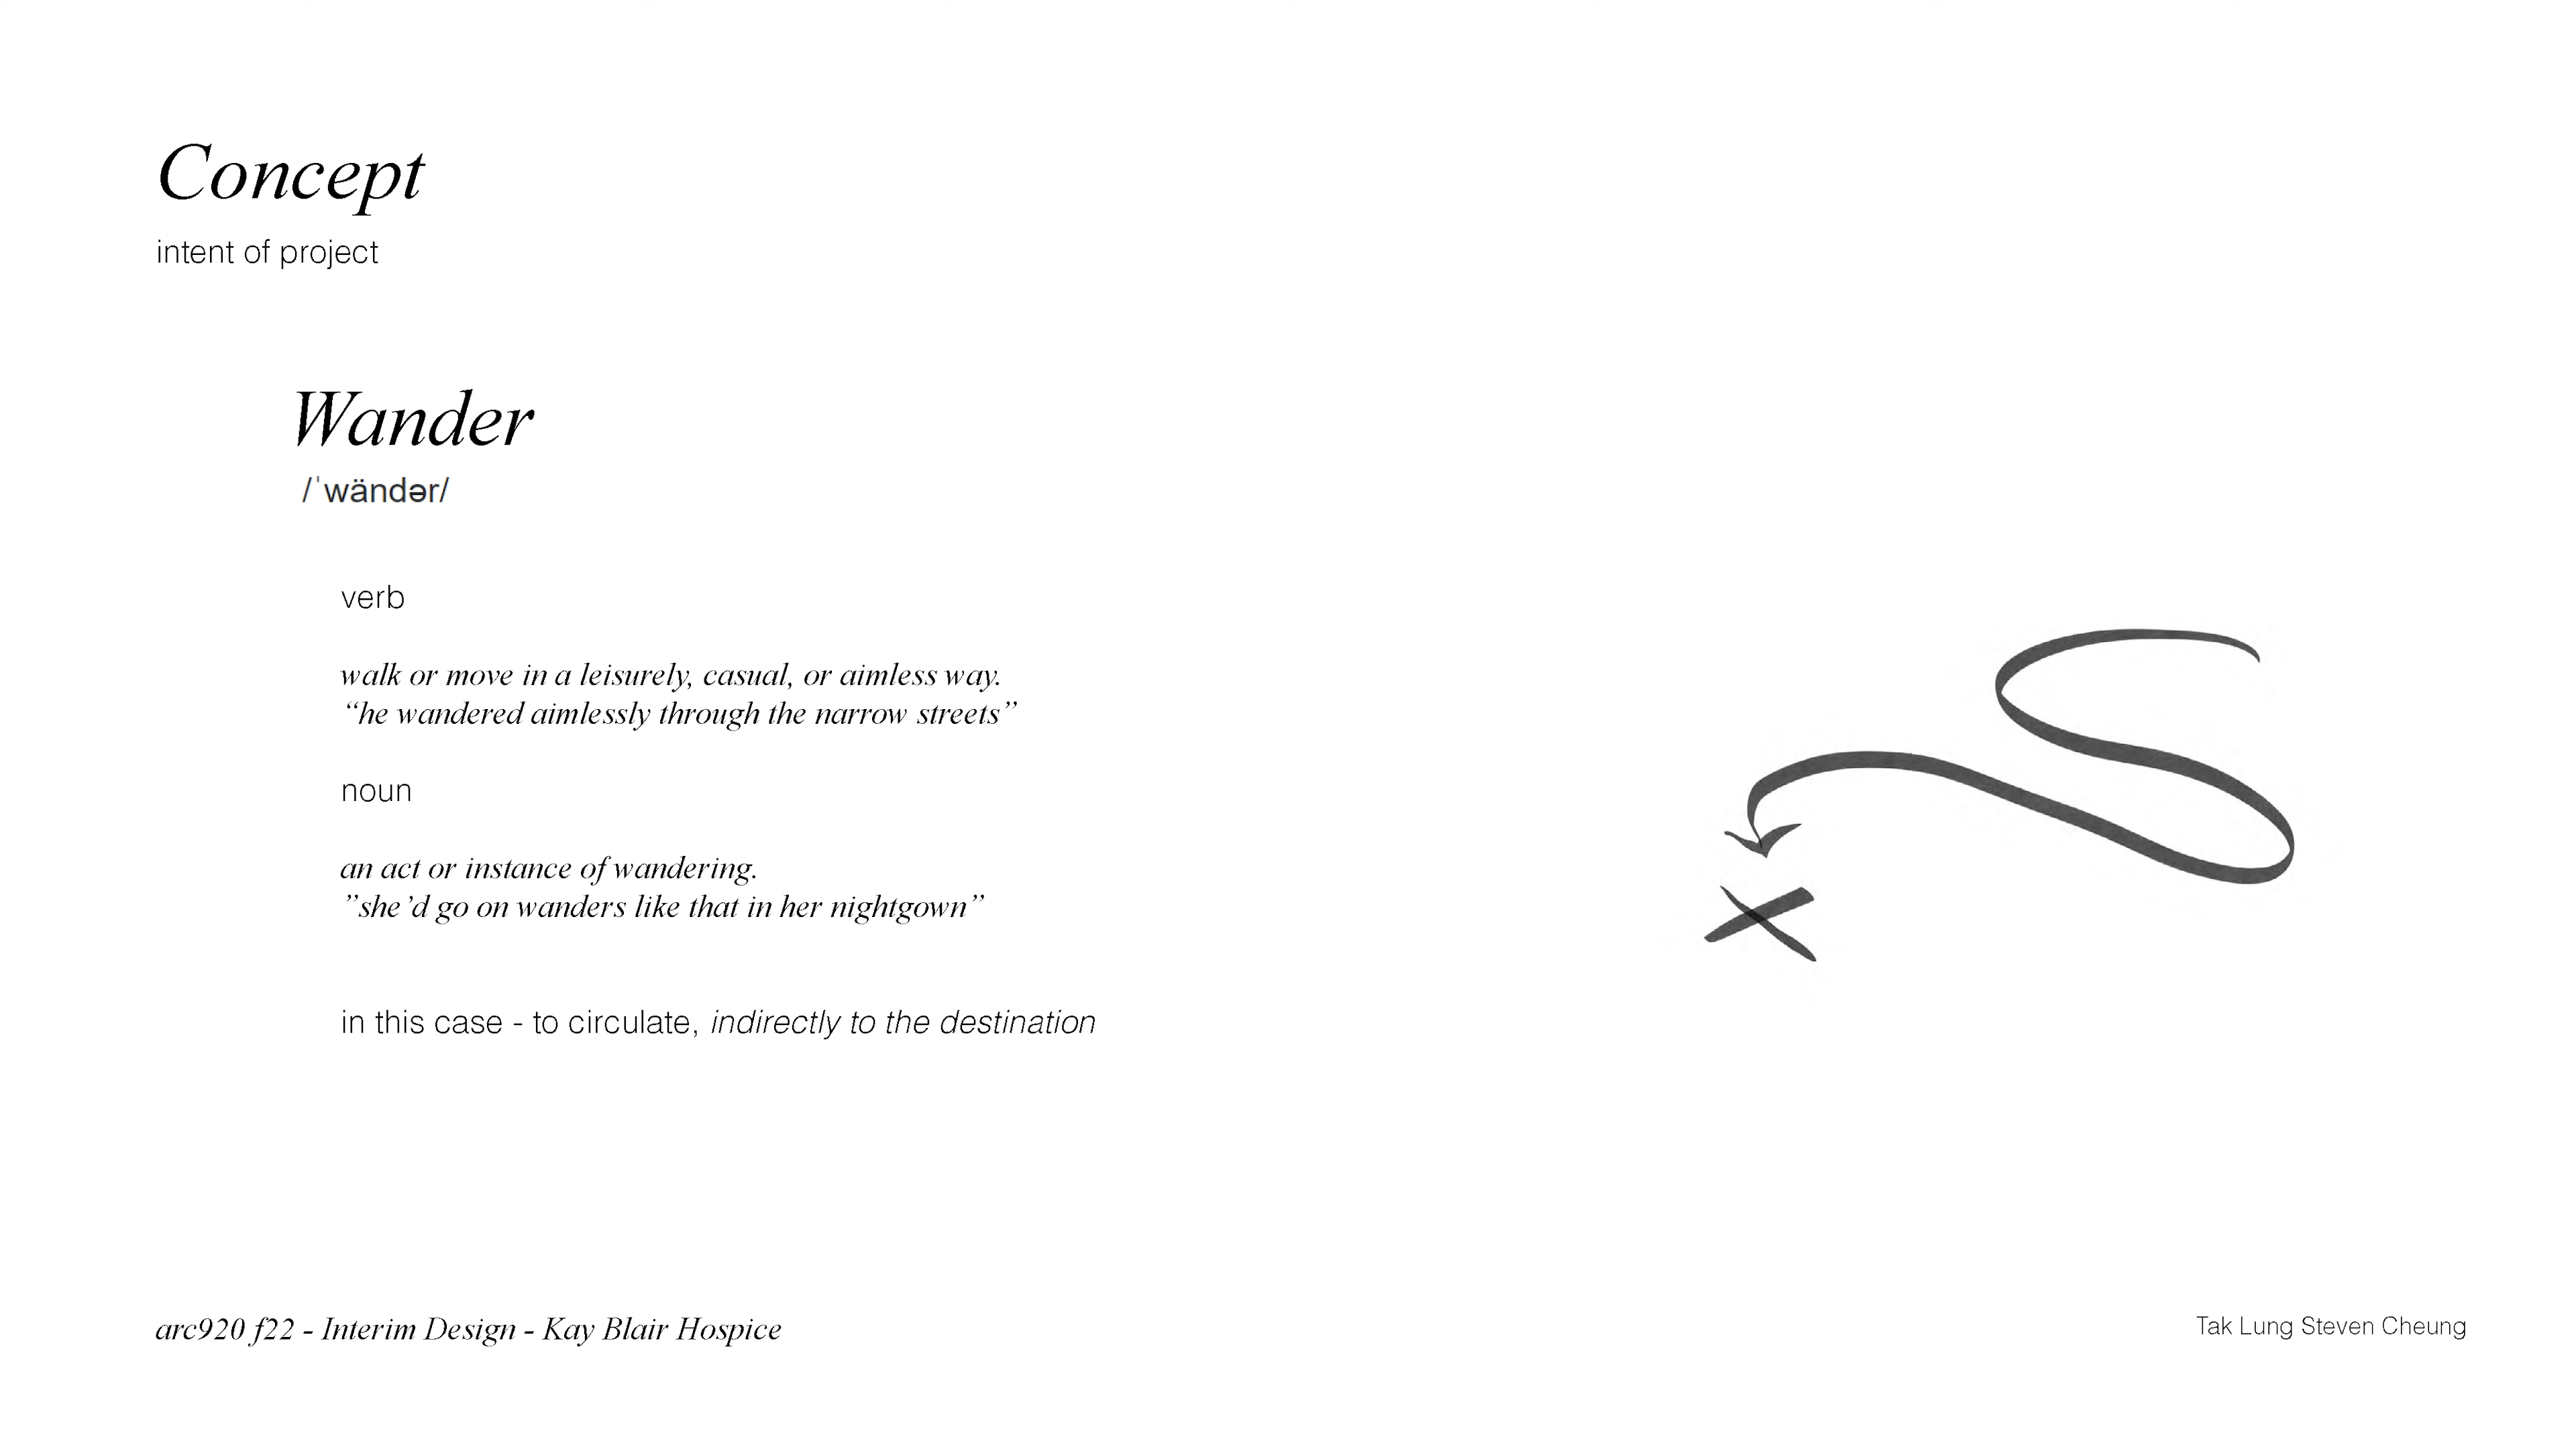 Concept
intent of project
Wander
/ˈwändər/
verb
walk or move in a leisurely, casual, or aimless way.
“he wandered aimlessly through the narrow streets”
noun
an act or instance of wandering.
”she’d go on wanders like that in her nightgown”
in this case - to circulate, indirectly to the destination
arc920 f22 - Interim Design - Kay Blair Hospice
Tak Lung Steven Cheung